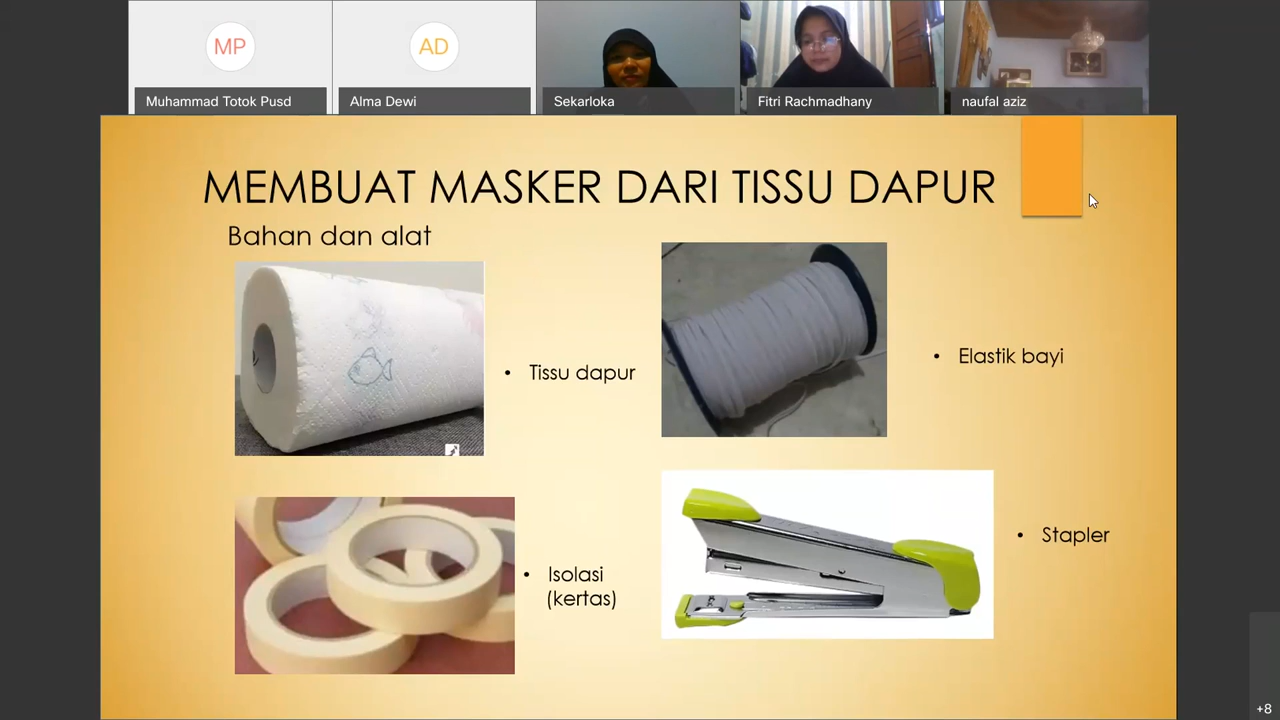 MP
AD
Muhammad Totok Pusd
Alma Dewi
Sekarloka
Fitri Rachmadhany
naufal aziz
MEMBUAT MASKER DARI TISSU DAPUR
Bahan dan alat
• Tissu dapur
• Elastik bayi
• Isolasi
(kertas)
• Stapler
+8